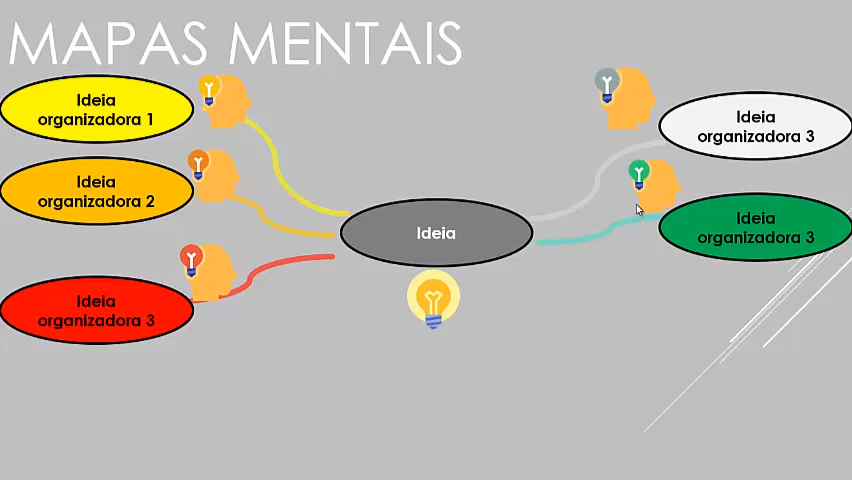 MAPAS MENTAIS
Ideia
organizadora 1
Ideia
organizadora 2
Ideia
organizadora 3
Ideia
Ideia
organizadora 3
Ideia
organizadora 3